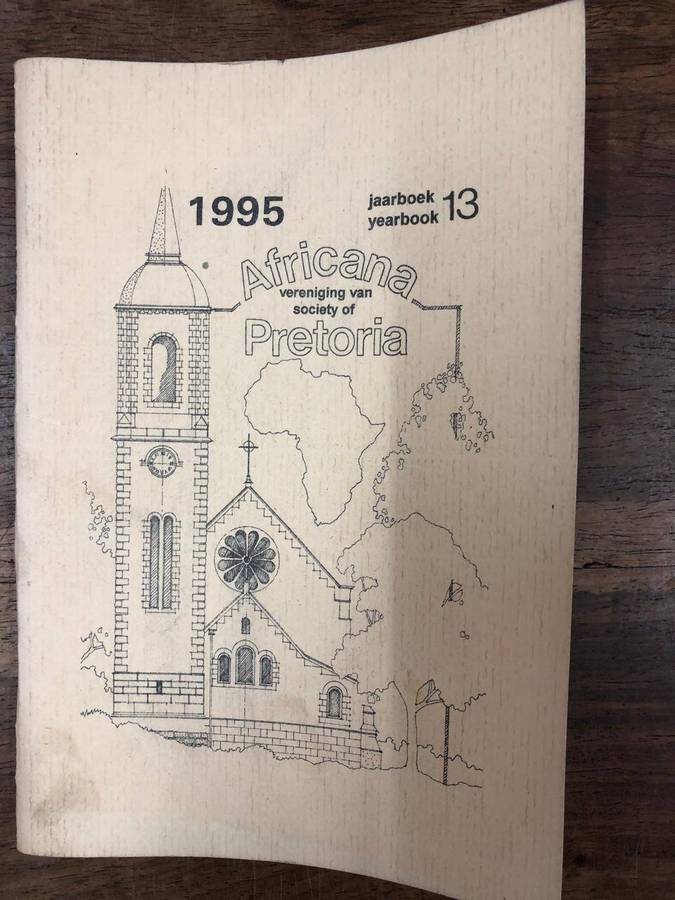 1995
jaarboek
yearbook 13
Africana
vereniging van
society of
Pretoria